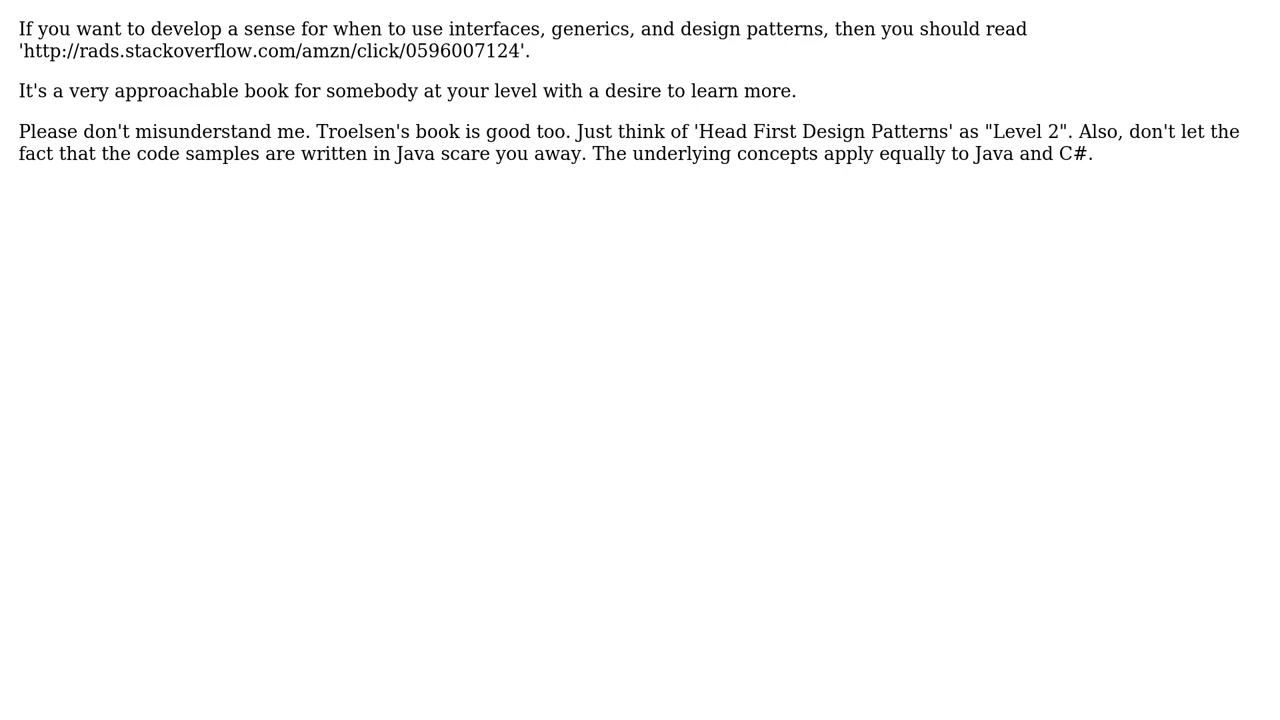 If you want to develop a sense for when to use interfaces, generics, and design patterns, then you should read
'http://rads.stackoverflow.com/amzn/click/0596007124'.
It's a very approachable book for somebody at your level with a desire to learn more.
Please don't misunderstand me. Troelsen's book is good too. Just think of 'Head First Design Patterns' as "Level 2". Also, don't let the
fact that the code samples are written in Java scare you away. The underlying concepts apply equally to Java and C#.